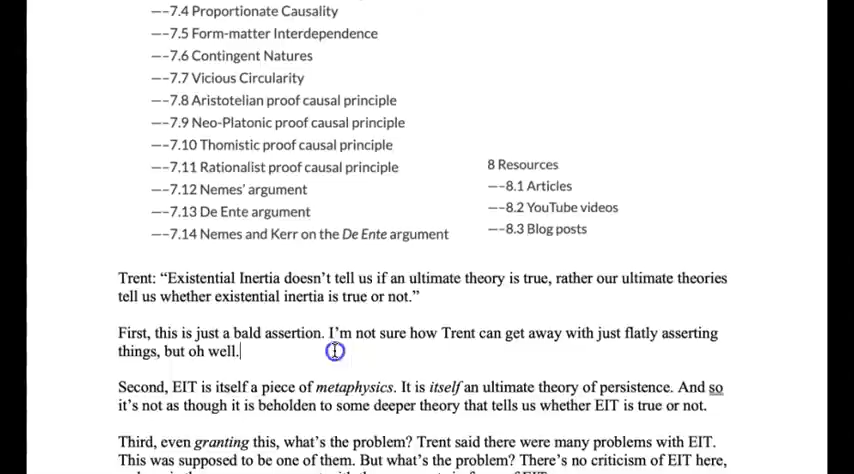 —–7.4 Proportionate Causality
—–7.5 Form-matter Interdependence
—–7.6 Contingent Natures
—–7.7 Vicious Circularity
—–7.8 Aristotelian proof causal principle
—–7.9 Neo-Platonic proof causal principle
—–7.10 Thomistic proof causal principle
—–7.11 Rationalist proof causal principle
—–7.12 Nemes’ argument
—–7.13 De Ente argument
—–7.14 Nemes and Kerr on the De Ente argument
8 Resources
—–8.1 Articles
—–8.2 YouTube videos
—–8.3 Blog posts
Trent: “Existential Inertia doesn’t tell us if an ultimate theory is true, rather our ultimate theories
tell us whether existential inertia is true or not.”
First, this is just a bald assertion. I’m not sure how Trent can get away with just flatly asserting
things, but oh well.
Second, EIT is itself a piece of metaphysics. It is itself an ultimate theory of persistence. And so
it’s not as though it is beholden to some deeper theory that tells us whether EIT is true or not.
Third, even granting this, what’s the problem? Trent said there were many problems with EIT.
This was supposed to be one of them. But what’s the problem? There’s no criticism of EIT here,